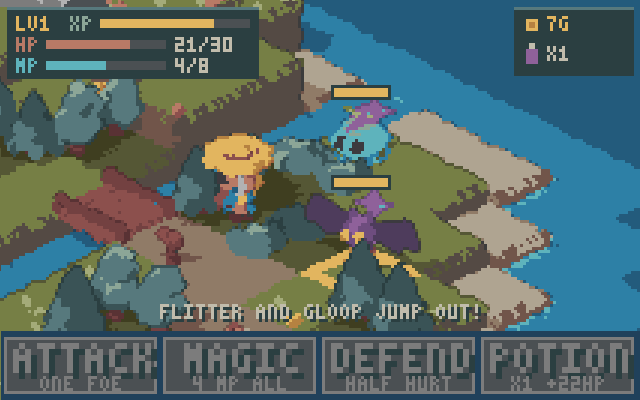 LV1 XP
7G
HP 21/30
X1
MP 4/8
FLITTER AND GLOOP JUMP OUT!
ATTACK MAGIC DEFEND POTION
ONE FOE 4 MP ALL HALF HURT X1 +22HP